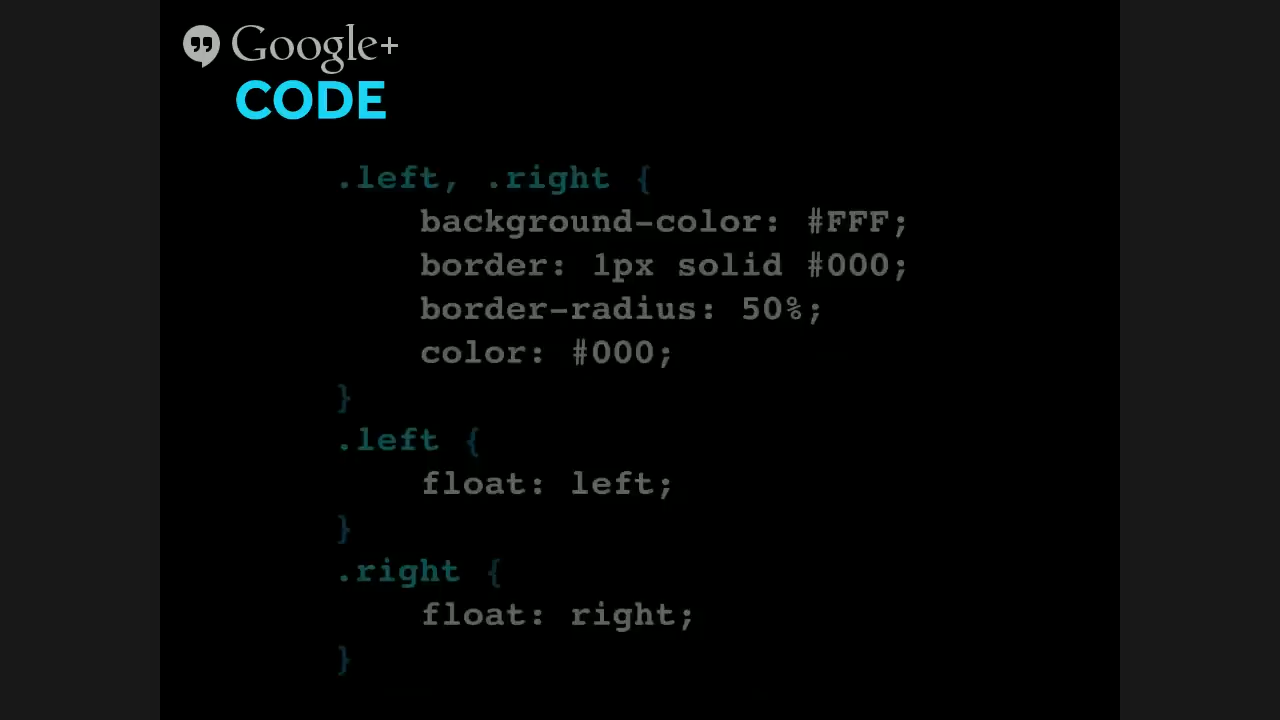 Google+
CODE
.left, .right {
background-color: #FFF;
border: 1px solid #000;
border-radius: 50%;
color: #000;
}
.left {
float: left;
}
.right {
float: right;
}